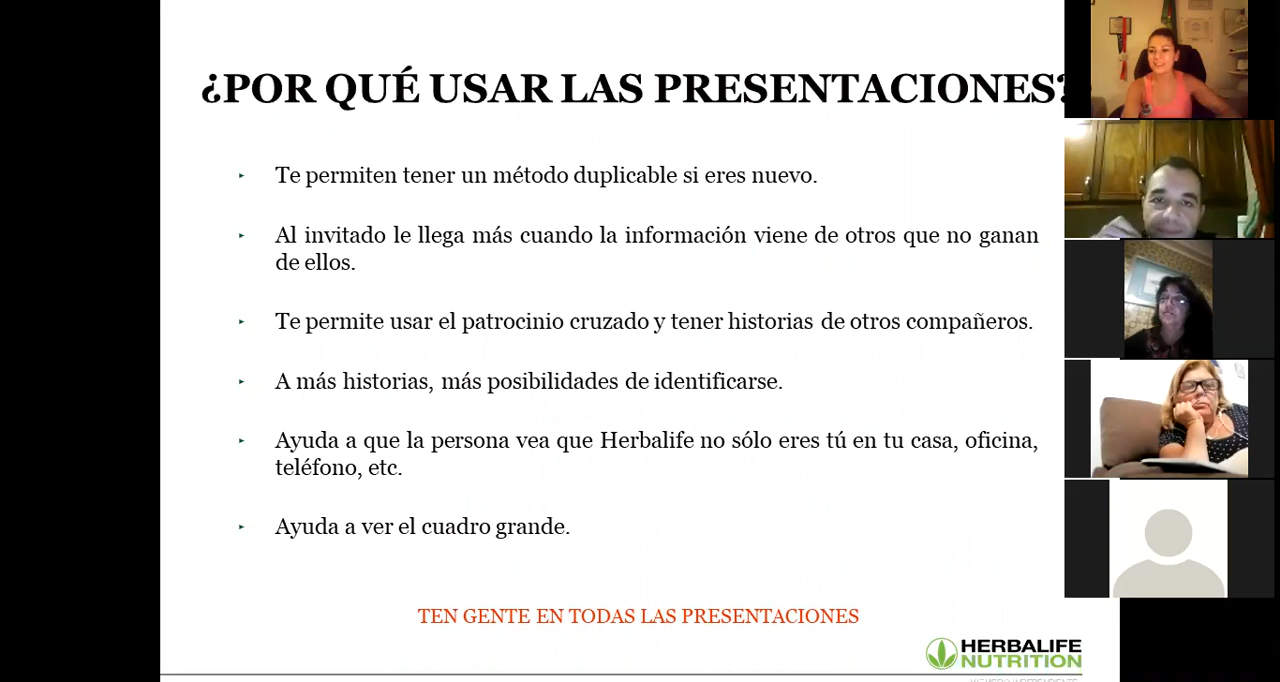 ¿POR QUÉ USAR LAS PRESENTACIONES?
Te permiten tener un método duplicable si eres nuevo.
Al invitado le llega más cuando la información viene de otros que no ganan
de ellos.
Te permite usar el patrocinio cruzado y tener historias de otros compañeros.
A más historias, más posibilidades de identificarse.
Ayuda a que la persona vea que Herbalife no sólo eres tú en tu casa, oficina,
teléfono, etc.
Ayuda a ver el cuadro grande.
TEN GENTE EN TODAS LAS PRESENTACIONES
HERBALIFE
NUTRITION